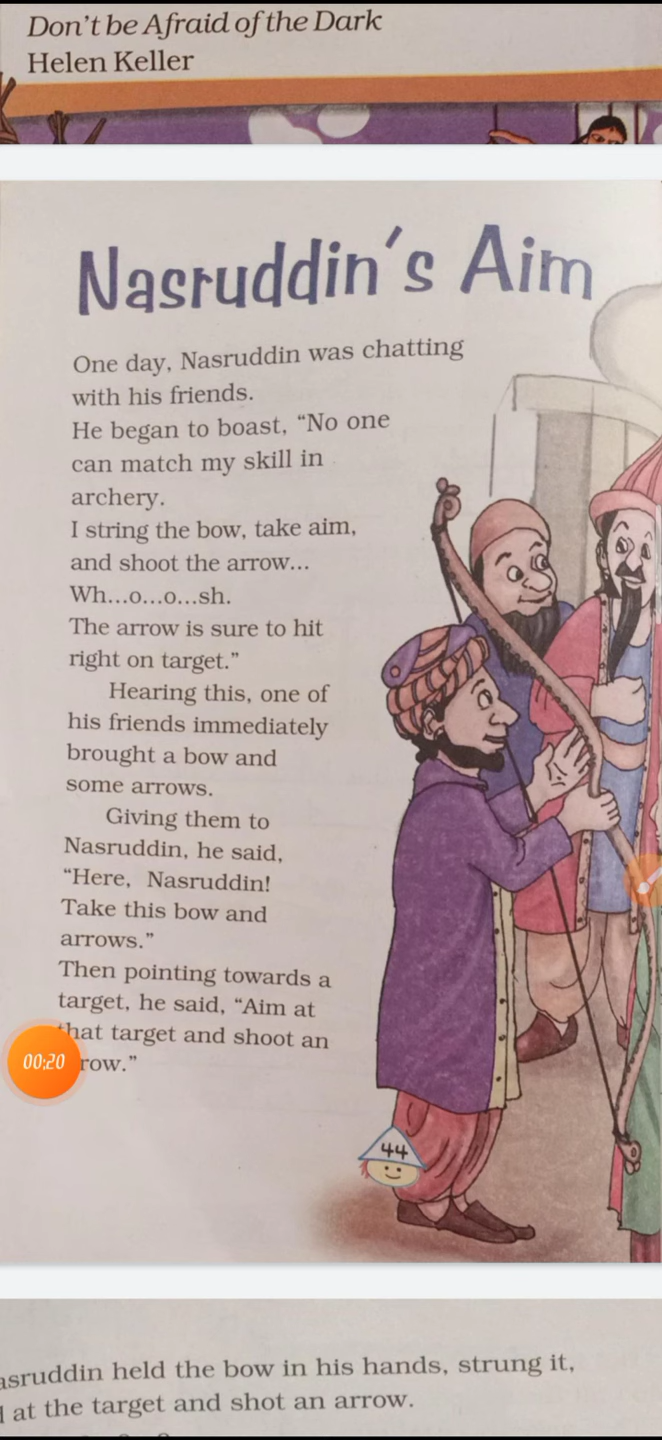 Don't be Afraid of the Dark
Helen Keller
Nasruddin's Aim
One day, Nasruddin was chatting
with his friends.
He began to boast, “No one
can match my skill in
archery.
I string the bow, take aim,
and shoot the arrow...
Wh...o...o...sh.
The arrow is sure to hit
right on target.”
Hearing this, one of
his friends immediately
brought a bow and
some arrows.
Giving them to
Nasruddin, he said,
“Here, Nasruddin!
Take this bow and
arrows.”
Then pointing towards a
target, he said, “Aim at
that target and shoot an
row.”
00:20
44
asruddin held the bow in his hands, strung it,
at the target and shot an arrow.